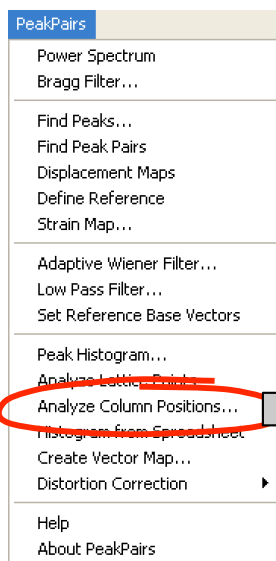 PeakPairs
Power Spectrum
Bragg Filter...
Find Peaks...
Find Peak Pairs
Displacement Maps
Define Reference
Strain Map...
Adaptive Wiener Filter...
Low Pass Filter...
Set Reference Base Vectors
Peak Histogram...
Analyze Lattice Points...
Analyze Column Positions...
Histogram from Spreadsheet
Create Vector Map...
Distortion Correction
Help
About PeakPairs